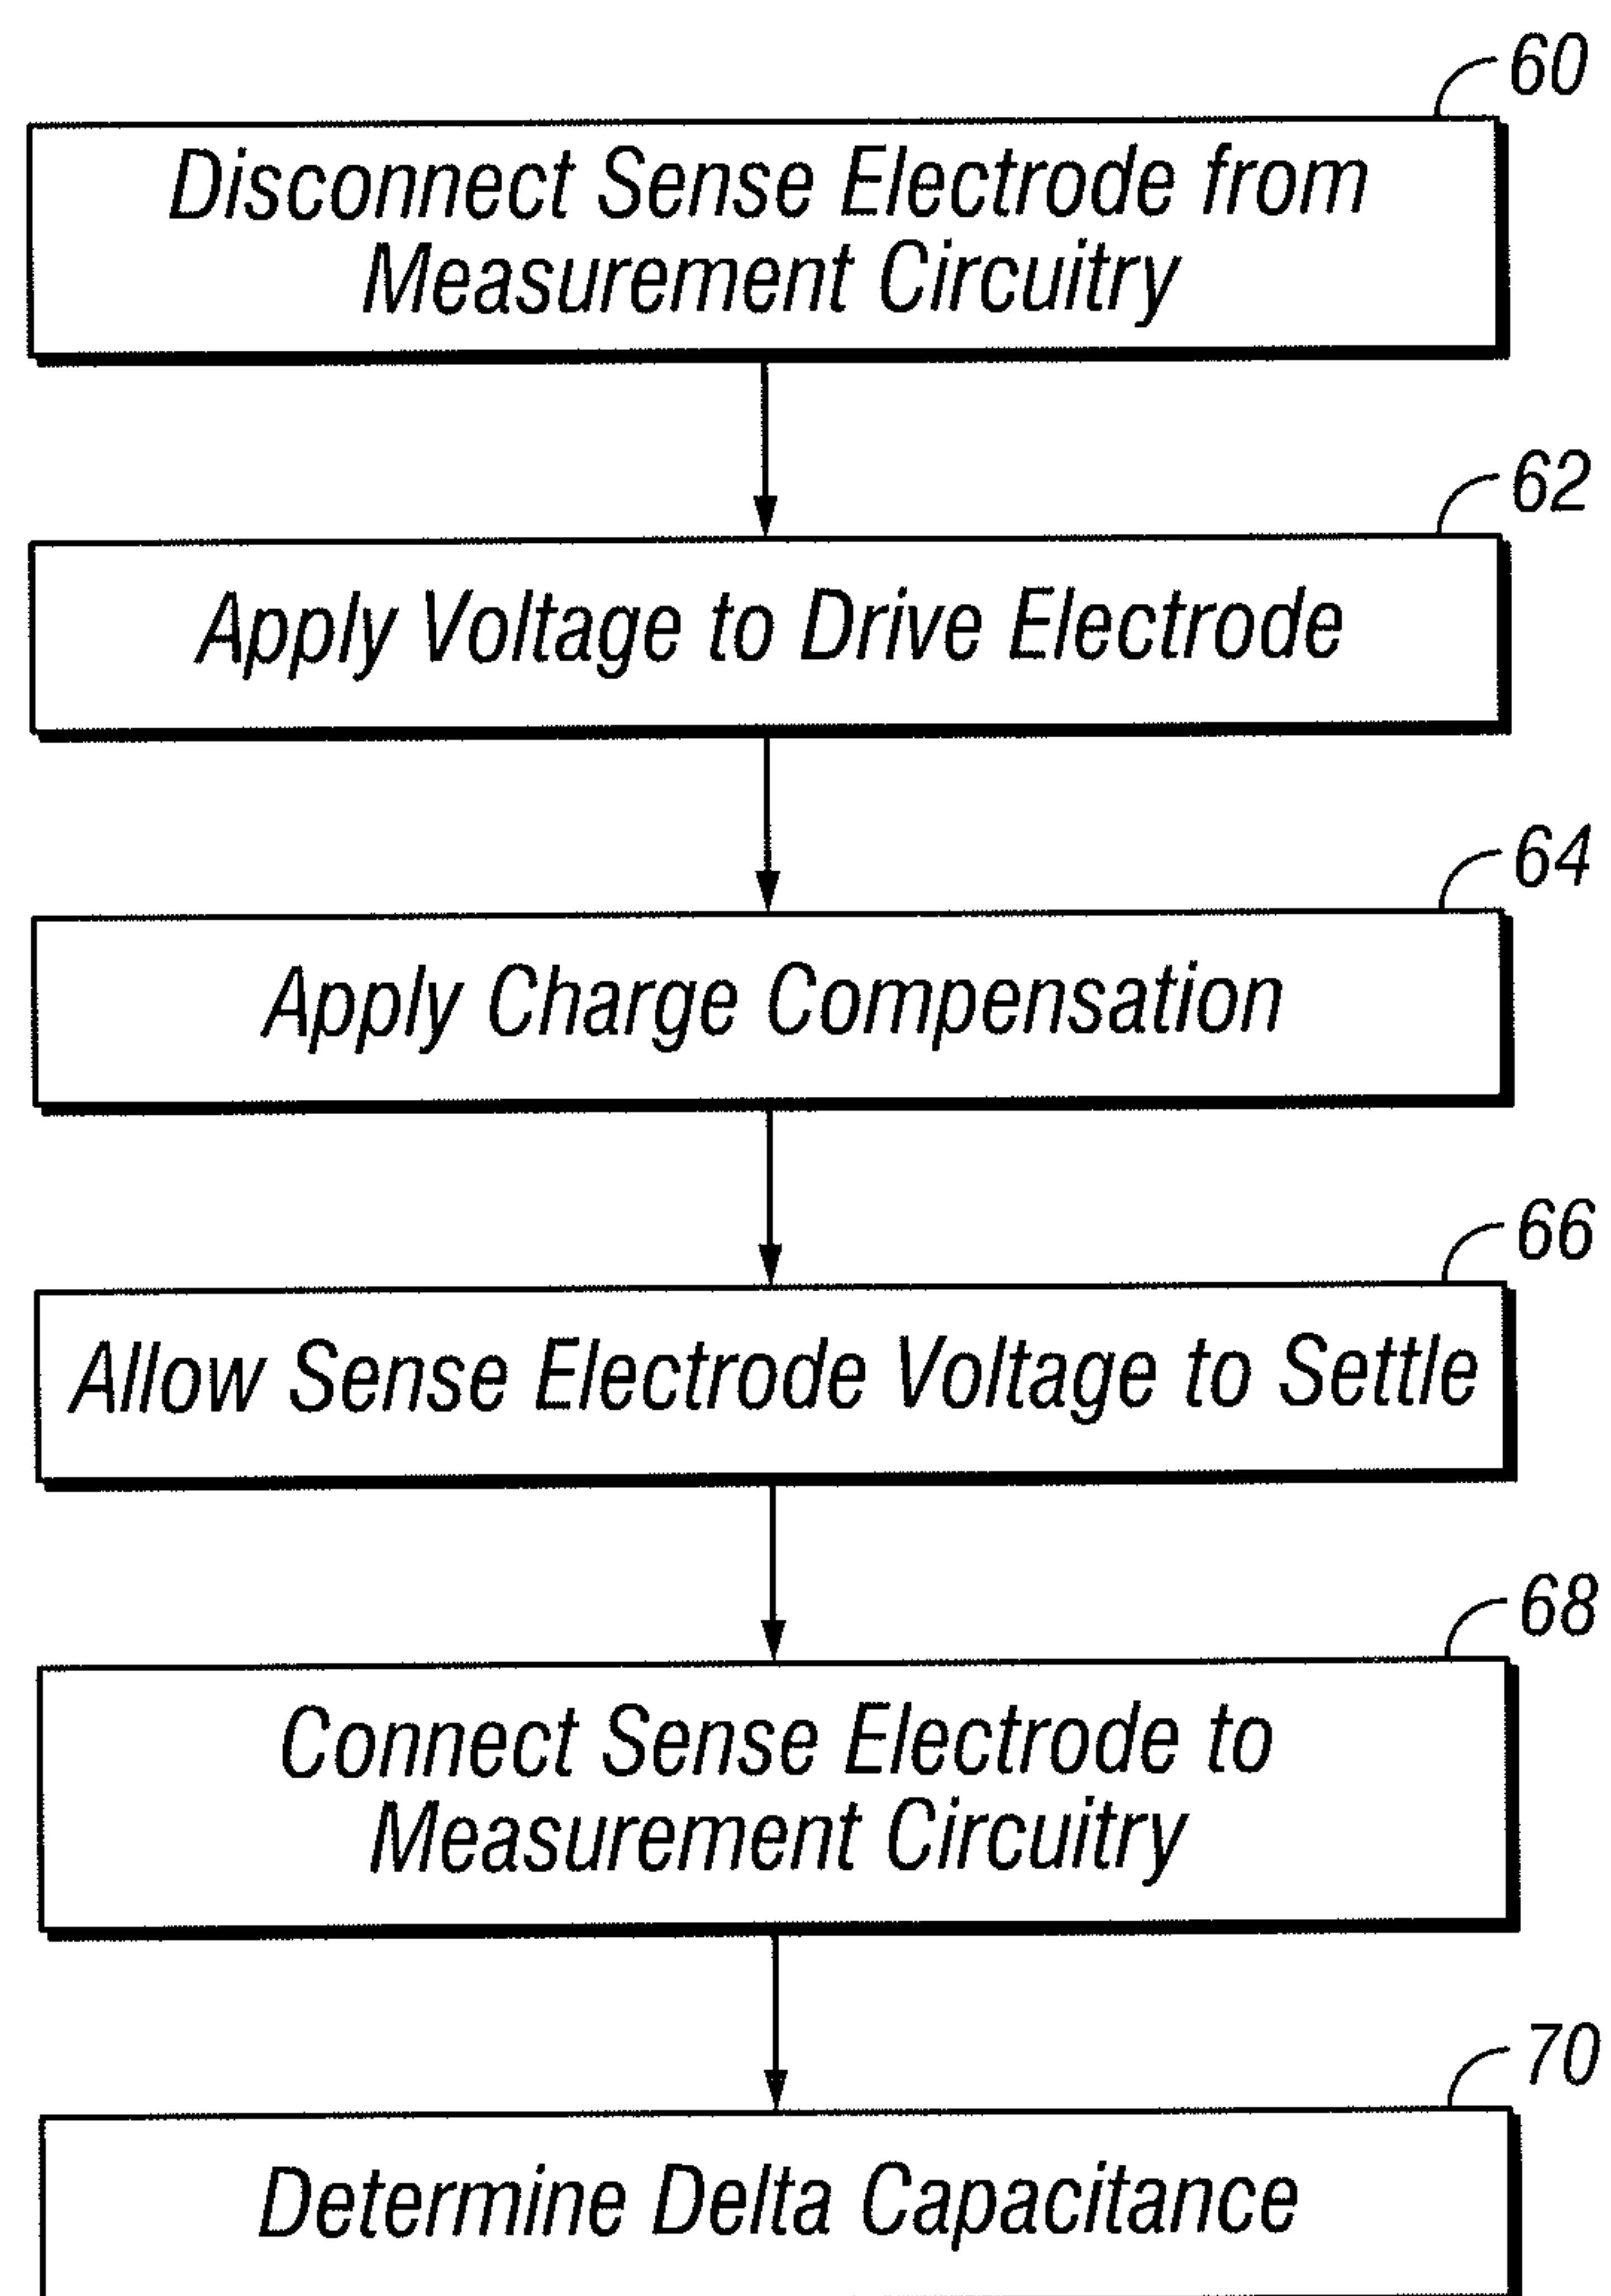 60
Disconnect Sense Electrode from
Measurement Circuitry
62
Apply Voltage to Drive Electrode
64
Apply Charge Compensation
66
Allow Sense Electrode Voltage to Settle
68
Connect Sense Electrode to
Measurement Circuitry
70
Determine Delta Capacitance